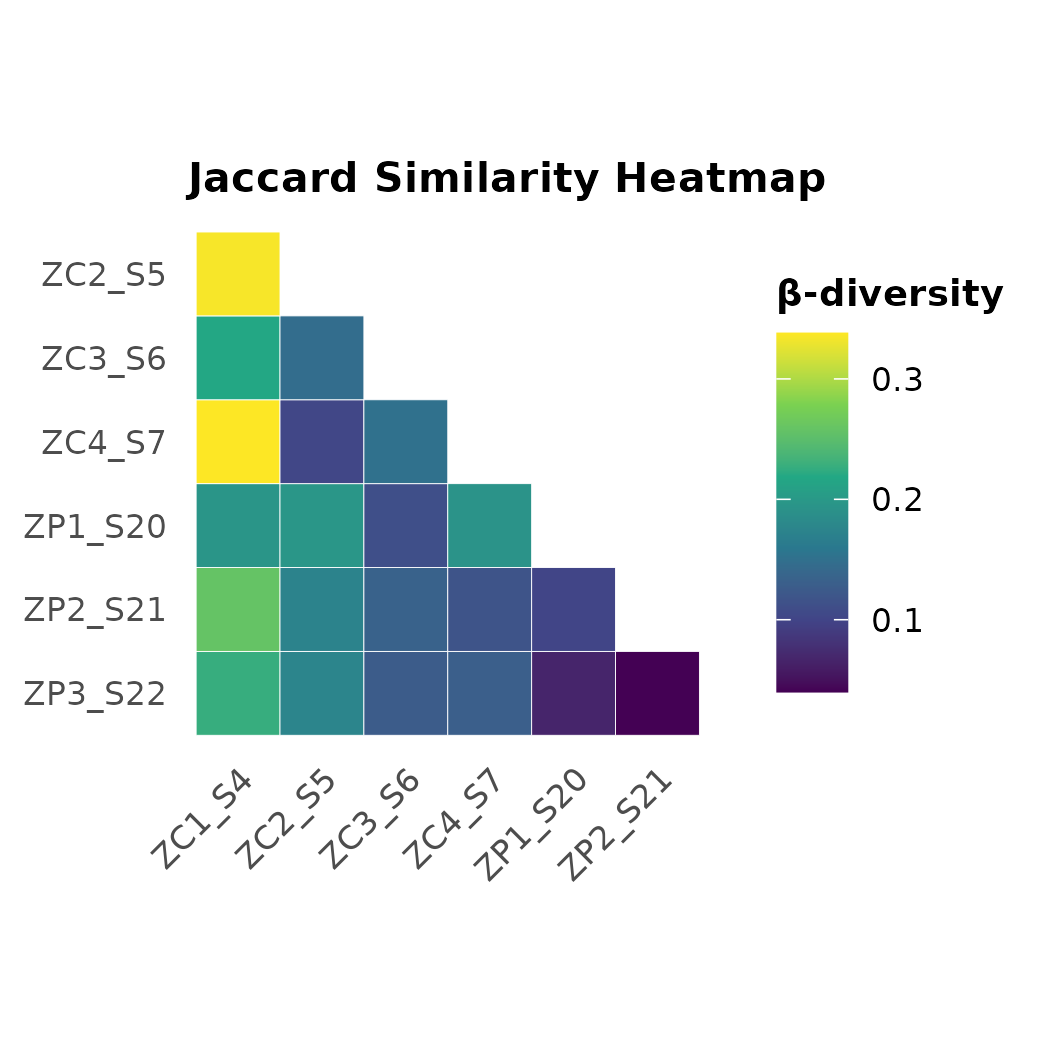 Jaccard Similarity Heatmap
ZC2_S5
ZC3_S6
ZC4_S7
ZP1_S20
ZP2_S21
ZP3_S22
ZC1_S4
ZC2_S5
ZC3_S6
ZC4_S7
ZP1_S20
ZP2_S21
β-diversity
0.3
0.2
0.1